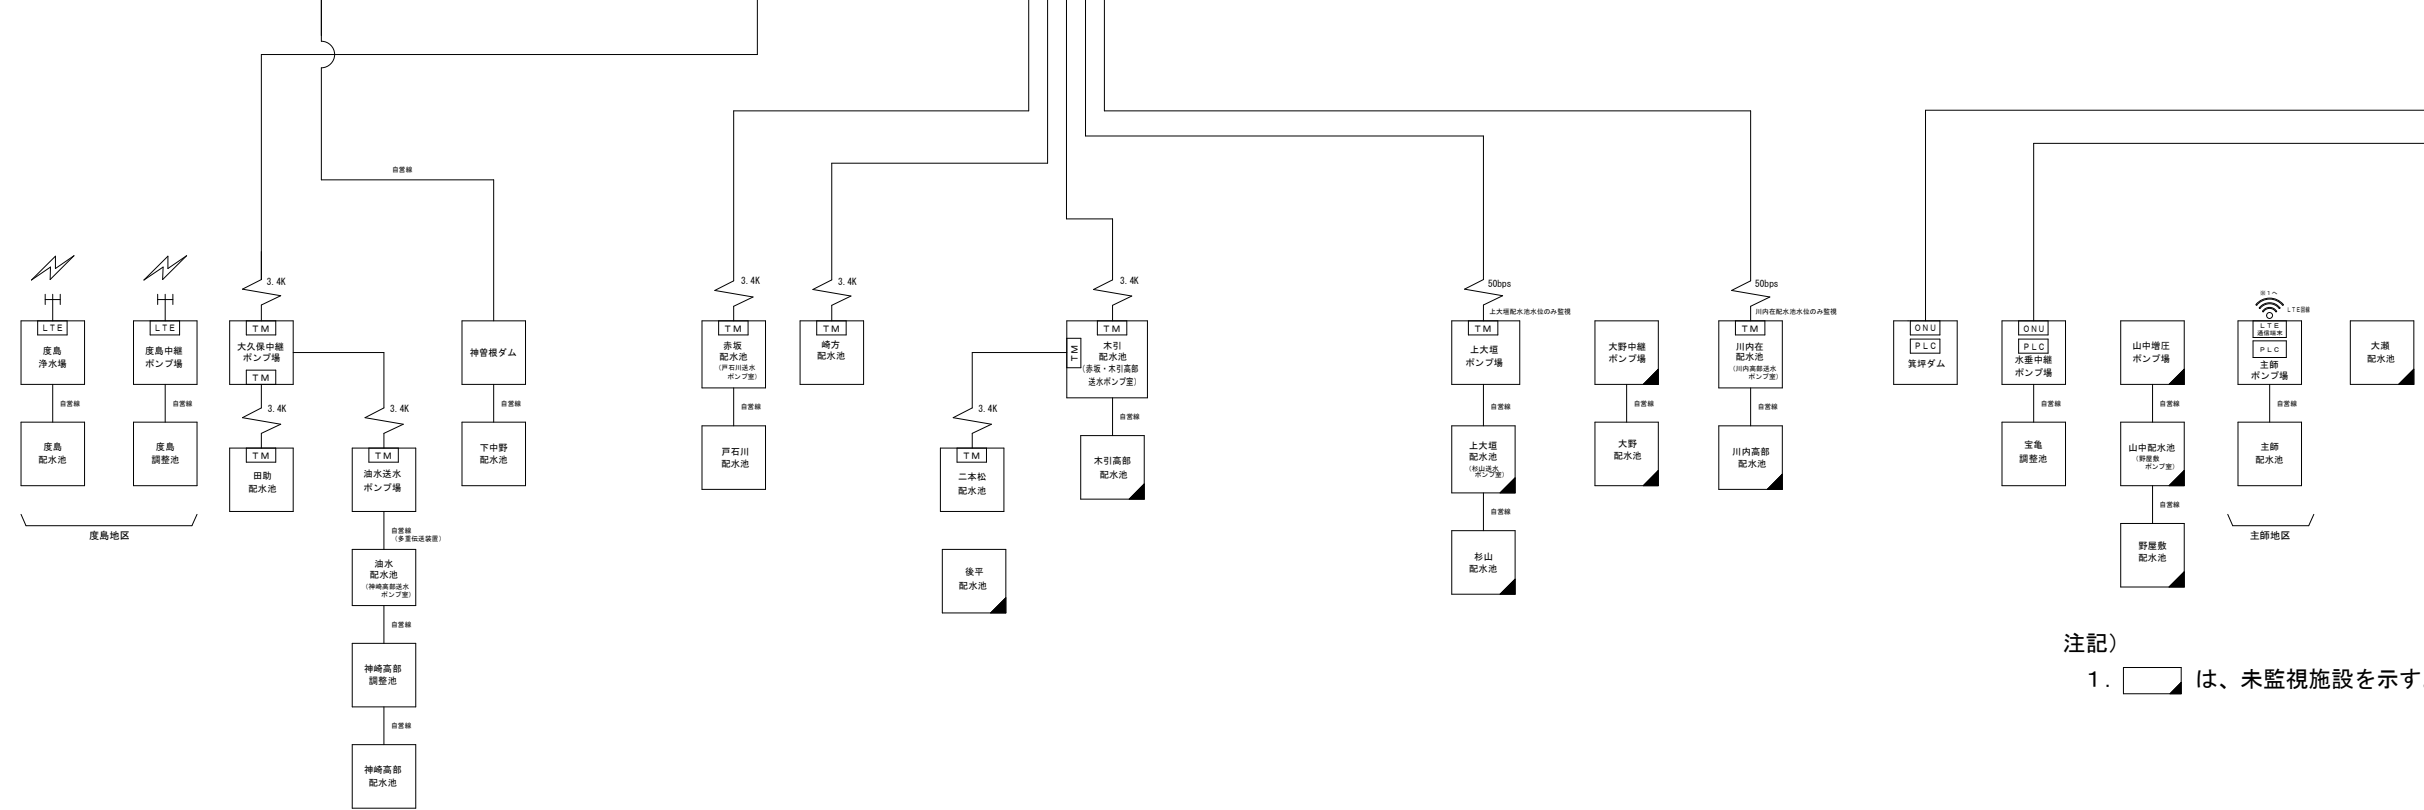 自営線
3.4K
3.4K
3.4K
3.4K
50bps
50bps
上大垣配水池水位のみ監視
川内在配水池水位のみ監視
※1へ
LTE回線
LTE
度島
浄水場
LTE
度島中継
ポンプ場
TM
大久保中継
ポンプ場
TM
神曽根ダム
TM
赤坂
配水池
(戸石川送水
ポンプ室)
TM
崎方
配水池
TM
TM
木引
配水池
(赤坂・木引高部
送水ポンプ室)
TM
上大垣
ポンプ場
大野中継
ポンプ場
TM
川内在
配水池
(川内高部送水
ポンプ室)
ONU
PLC
箕坪ダム
ONU
PLC
水垂中継
ポンプ場
山中増圧
ポンプ場
LTE
通信端末
PLC
主師
ポンプ場
大瀬
配水池
自営線
自営線
3.4K
3.4K
自営線
自営線
3.4K
自営線
自営線
自営線
自営線
自営線
自営線
自営線
度島
配水池
度島
調整池
TM
田助
配水池
TM
油水送水
ポンプ場
下中野
配水池
戸石川
配水池
TM
二本松
配水池
木引高部
配水池
上大垣
配水池
(杉山送水
ポンプ室)
大野
配水池
川内高部
配水池
宝亀
調整池
山中配水池
(野屋敷
ポンプ室)
主師
配水池
度島地区
自営線
(多重伝送装置)
自営線
自営線
主師地区
油水
配水池
(神崎高部送水
ポンプ室)
後平
配水池
杉山
配水池
野屋敷
配水池
自営線
神崎高部
調整池
自営線
神崎高部
配水池
注記)
1. は、未監視施設を示す